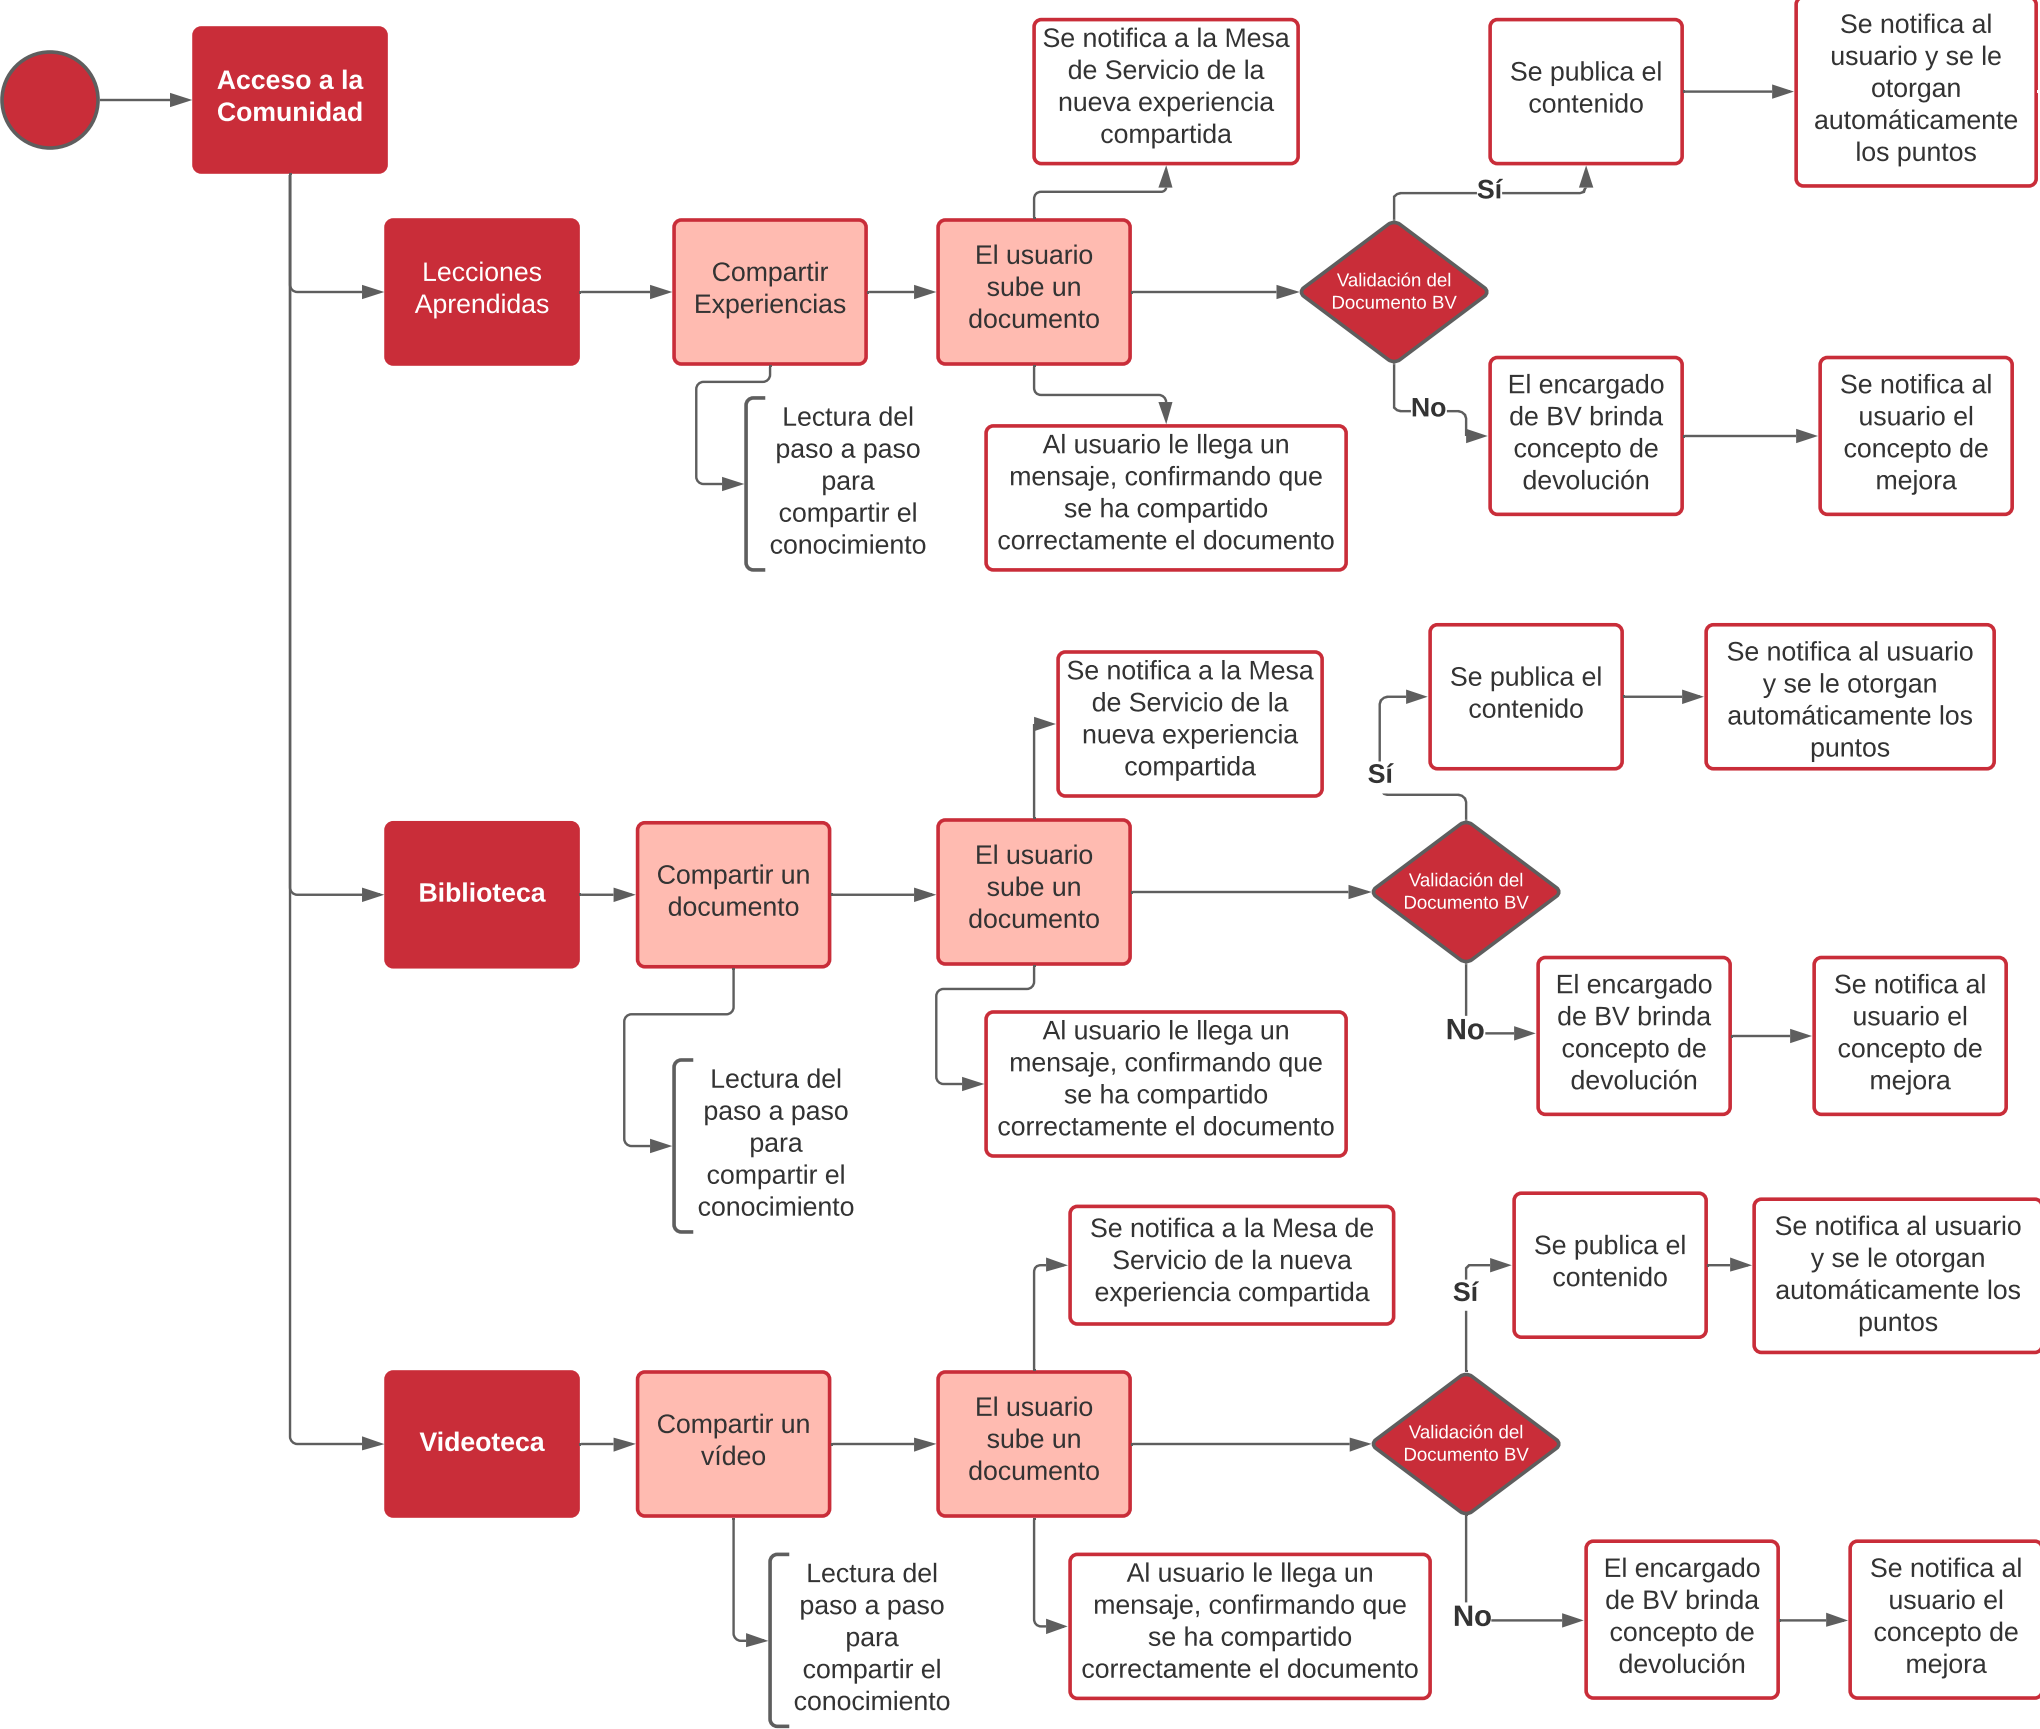 Acceso a la
Comunidad
Lecciones
Aprendidas
Compartir
Experiencias
Lectura del
paso a paso
para
compartir el
conocimiento
El usuario
sube un
documento
Se notifica a la Mesa
de Servicio de la
nueva experiencia
compartida
Al usuario le llega un
mensaje, confirmando que
se ha compartido
correctamente el documento
Validación del
Documento BV
Sí
Se publica el
contenido
Se notifica al
usuario y se le
otorgan
automáticamente
los puntos
No
El encargado
de BV brinda
concepto de
devolución
Se notifica al
usuario el
concepto de
mejora
Biblioteca
Compartir un
documento
Lectura del
paso a paso
para
compartir el
conocimiento
El usuario
sube un
documento
Se notifica a la Mesa
de Servicio de la
nueva experiencia
compartida
Al usuario le llega un
mensaje, confirmando que
se ha compartido
correctamente el documento
Validación del
Documento BV
Sí
Se publica el
contenido
Se notifica al usuario
y se le otorgan
automáticamente los
puntos
No
El encargado
de BV brinda
concepto de
devolución
Se notifica al
usuario el
concepto de
mejora
Videoteca
Compartir un
vídeo
Lectura del
paso a paso
para
compartir el
conocimiento
El usuario
sube un
documento
Se notifica a la Mesa de
Servicio de la nueva
experiencia compartida
Al usuario le llega un
mensaje, confirmando que
se ha compartido
correctamente el documento
Validación del
Documento BV
Sí
Se publica el
contenido
Se notifica al usuario
y se le otorgan
automáticamente los
puntos
No
El encargado
de BV brinda
concepto de
devolución
Se notifica al
usuario el
concepto de
mejora